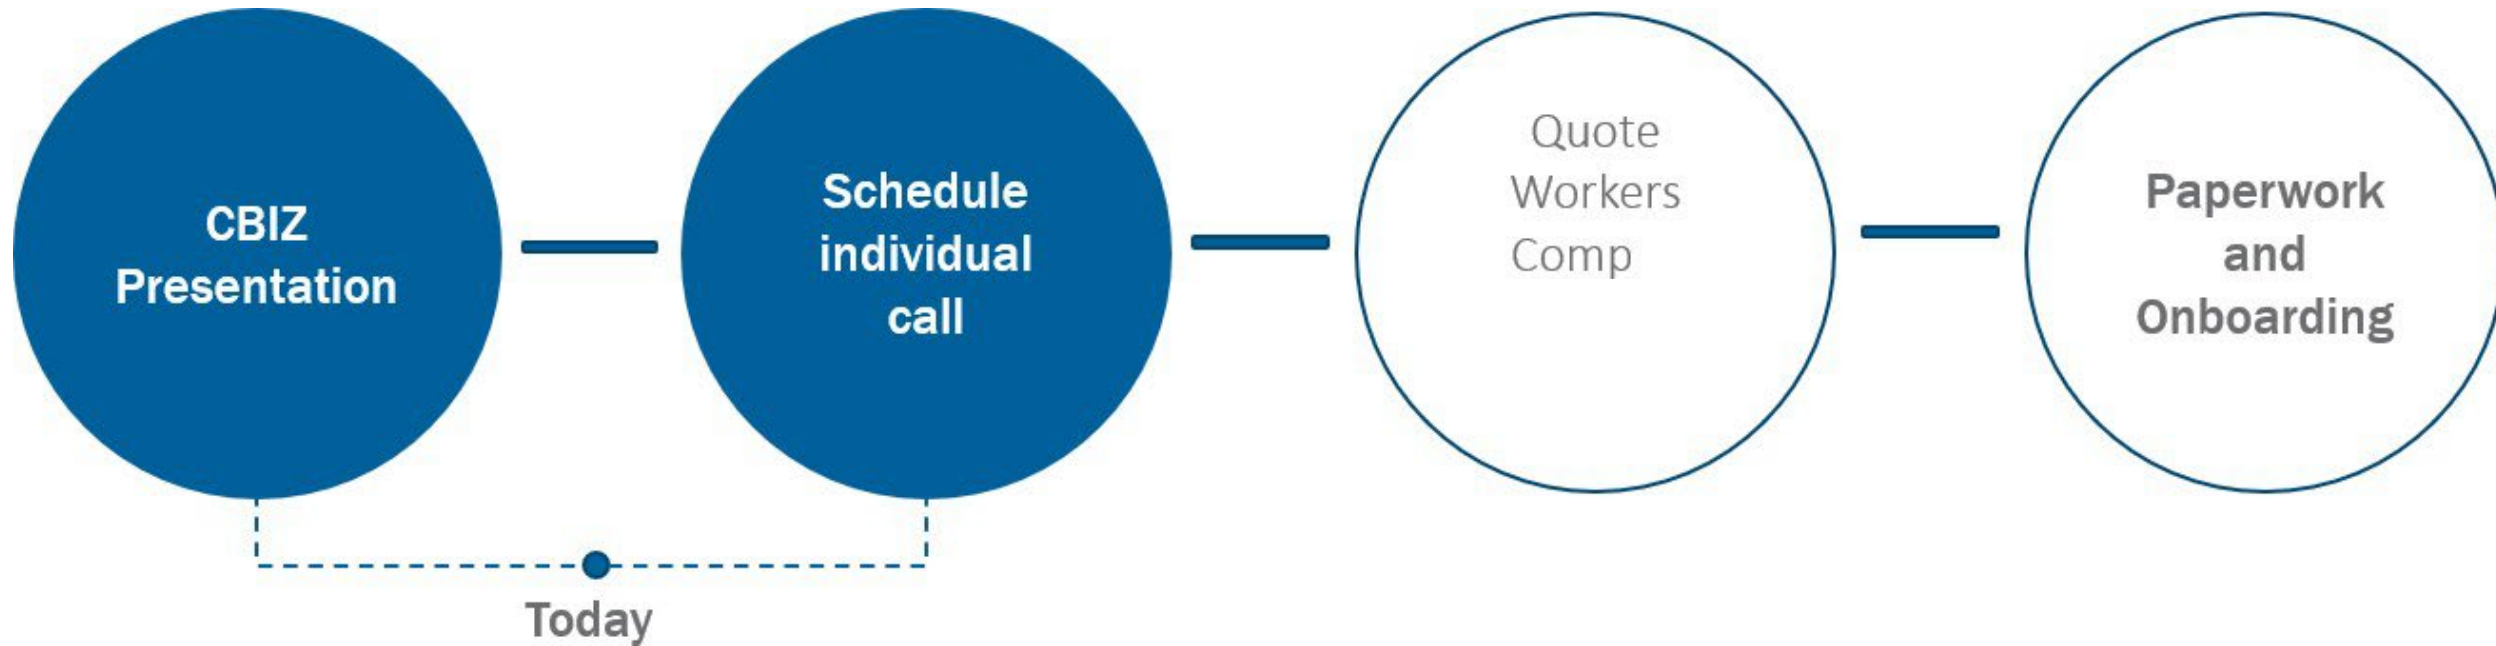 CBIZ
Presentation
Schedule
individual
call
Quote
Workers
Comp
Paperwork
and
Onboarding
Today